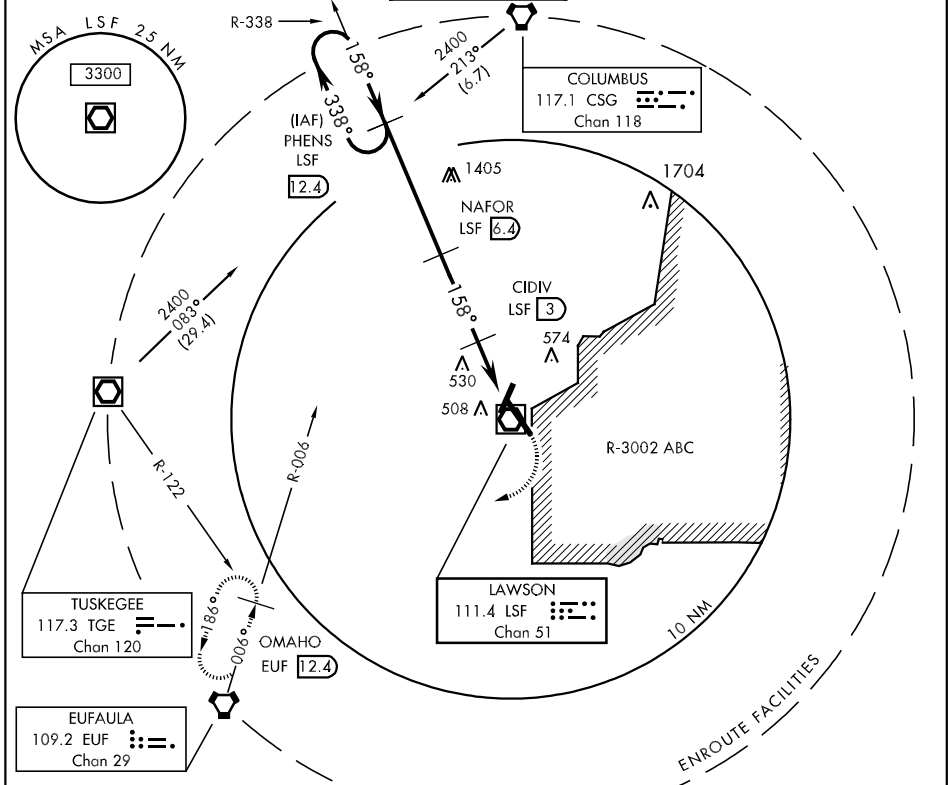 MSA LSF 25 NM
3300
R-338
158°
338°
2400
213°
(6.7)
COLUMBUS
117.1 CSG
Chan 118
(IAF)
PHENS
LSF
12.4
1405
1704
NAFOR
LSF 6.4
158°
CIDIV
LSF 3
574
530
508
2400
083°
(29.4)
R-3002 ABC
R-122
R-006
TUSKEGEE
117.3 TGE
Chan 120
186°
006°
OMAHO
EUF 12.4
LAWSON
111.4 LSF
Chan 51
10 NM
EUFAULA
109.2 EUF
Chan 29
ENROUTE FACILITIES